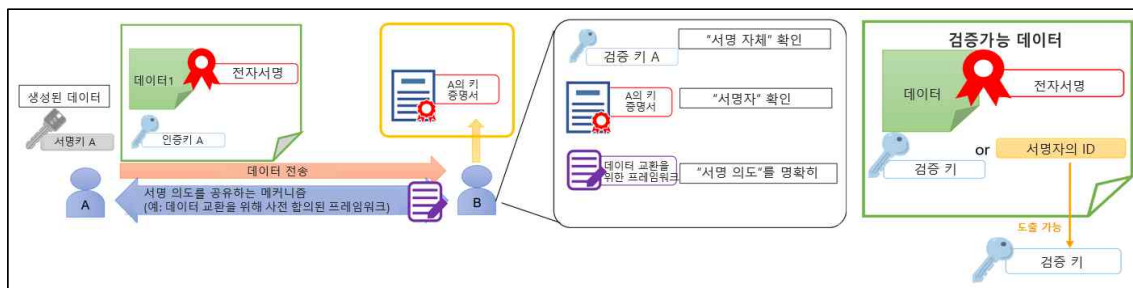 생성된 데이터
서명키 A
데이터1
전자서명
인증키 A
데이터 전송
A
서명 의도를 공유하는 메커니즘
(예: 데이터 교환을 위해 사전 합의된 프레임워크)
B
A의 키
증명서
검증 키 A
"서명 자체" 확인
A의 키
증명서
"서명자" 확인
데이터 교환을
위한 프레임워크
"서명 의도"를 명확히
검증가능 데이터
데이터
전자서명
검증 키
or
서명자의 ID
도출 가능
검증 키